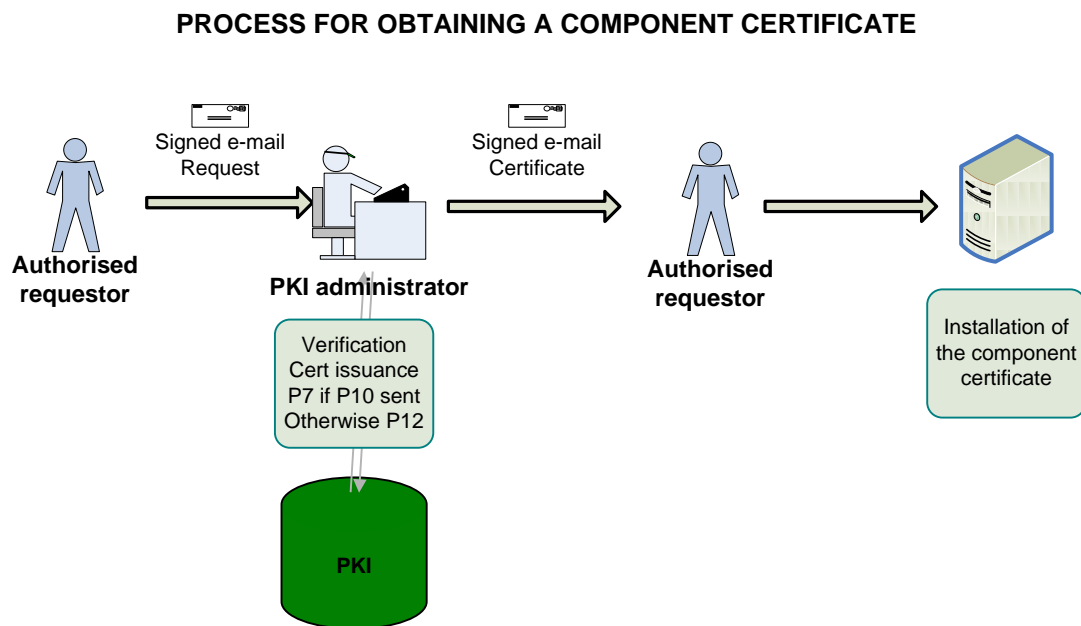 PROCESS FOR OBTAINING A COMPONENT CERTIFICATE
Signed e-mail
Request
Signed e-mail
Certificate
Authorised
requestor
PKI administrator
Authorised
requestor
Verification
Cert issuance
P7 if P10 sent
Otherwise P12
Installation of
the component
certificate
PKI